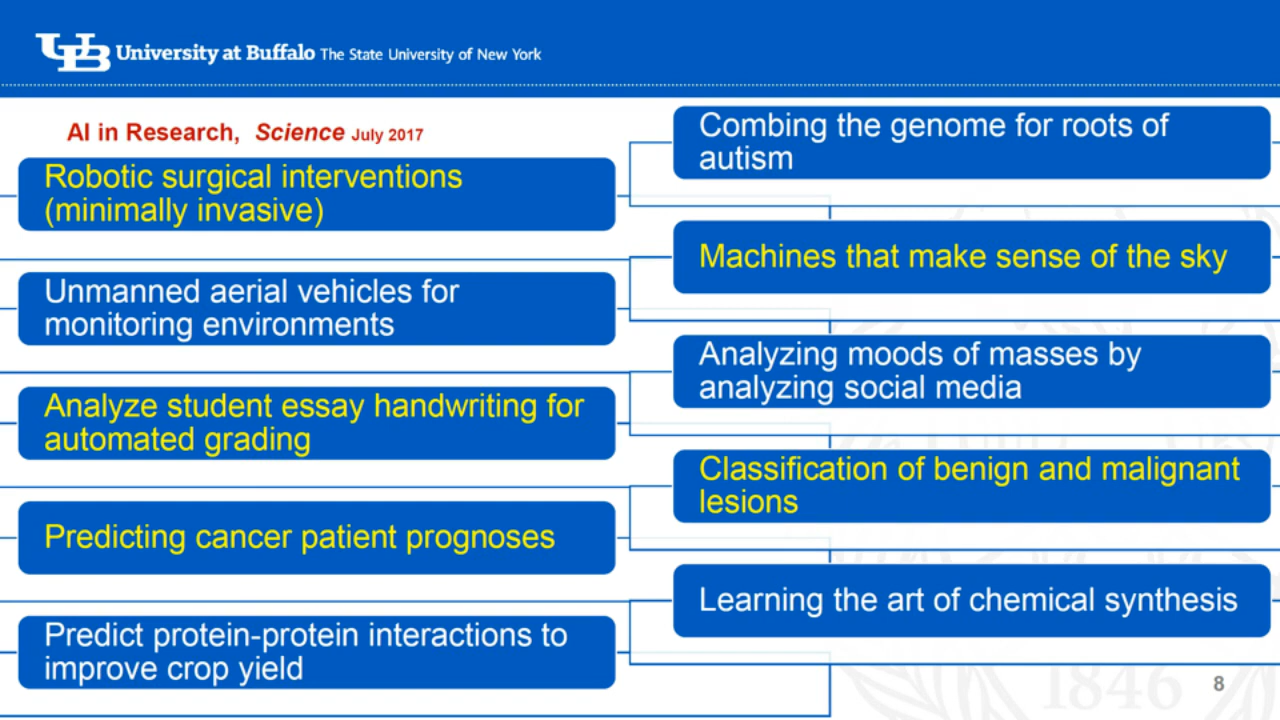 UB University at Buffalo The State University of New York
AI in Research, Science July 2017
Robotic surgical interventions
(minimally invasive)
Unmanned aerial vehicles for
monitoring environments
Analyze student essay handwriting for
automated grading
Predicting cancer patient prognoses
Predict protein-protein interactions to
improve crop yield
Combing the genome for roots of
autism
Machines that make sense of the sky
Analyzing moods of masses by
analyzing social media
Classification of benign and malignant
lesions
Learning the art of chemical synthesis
1846
8